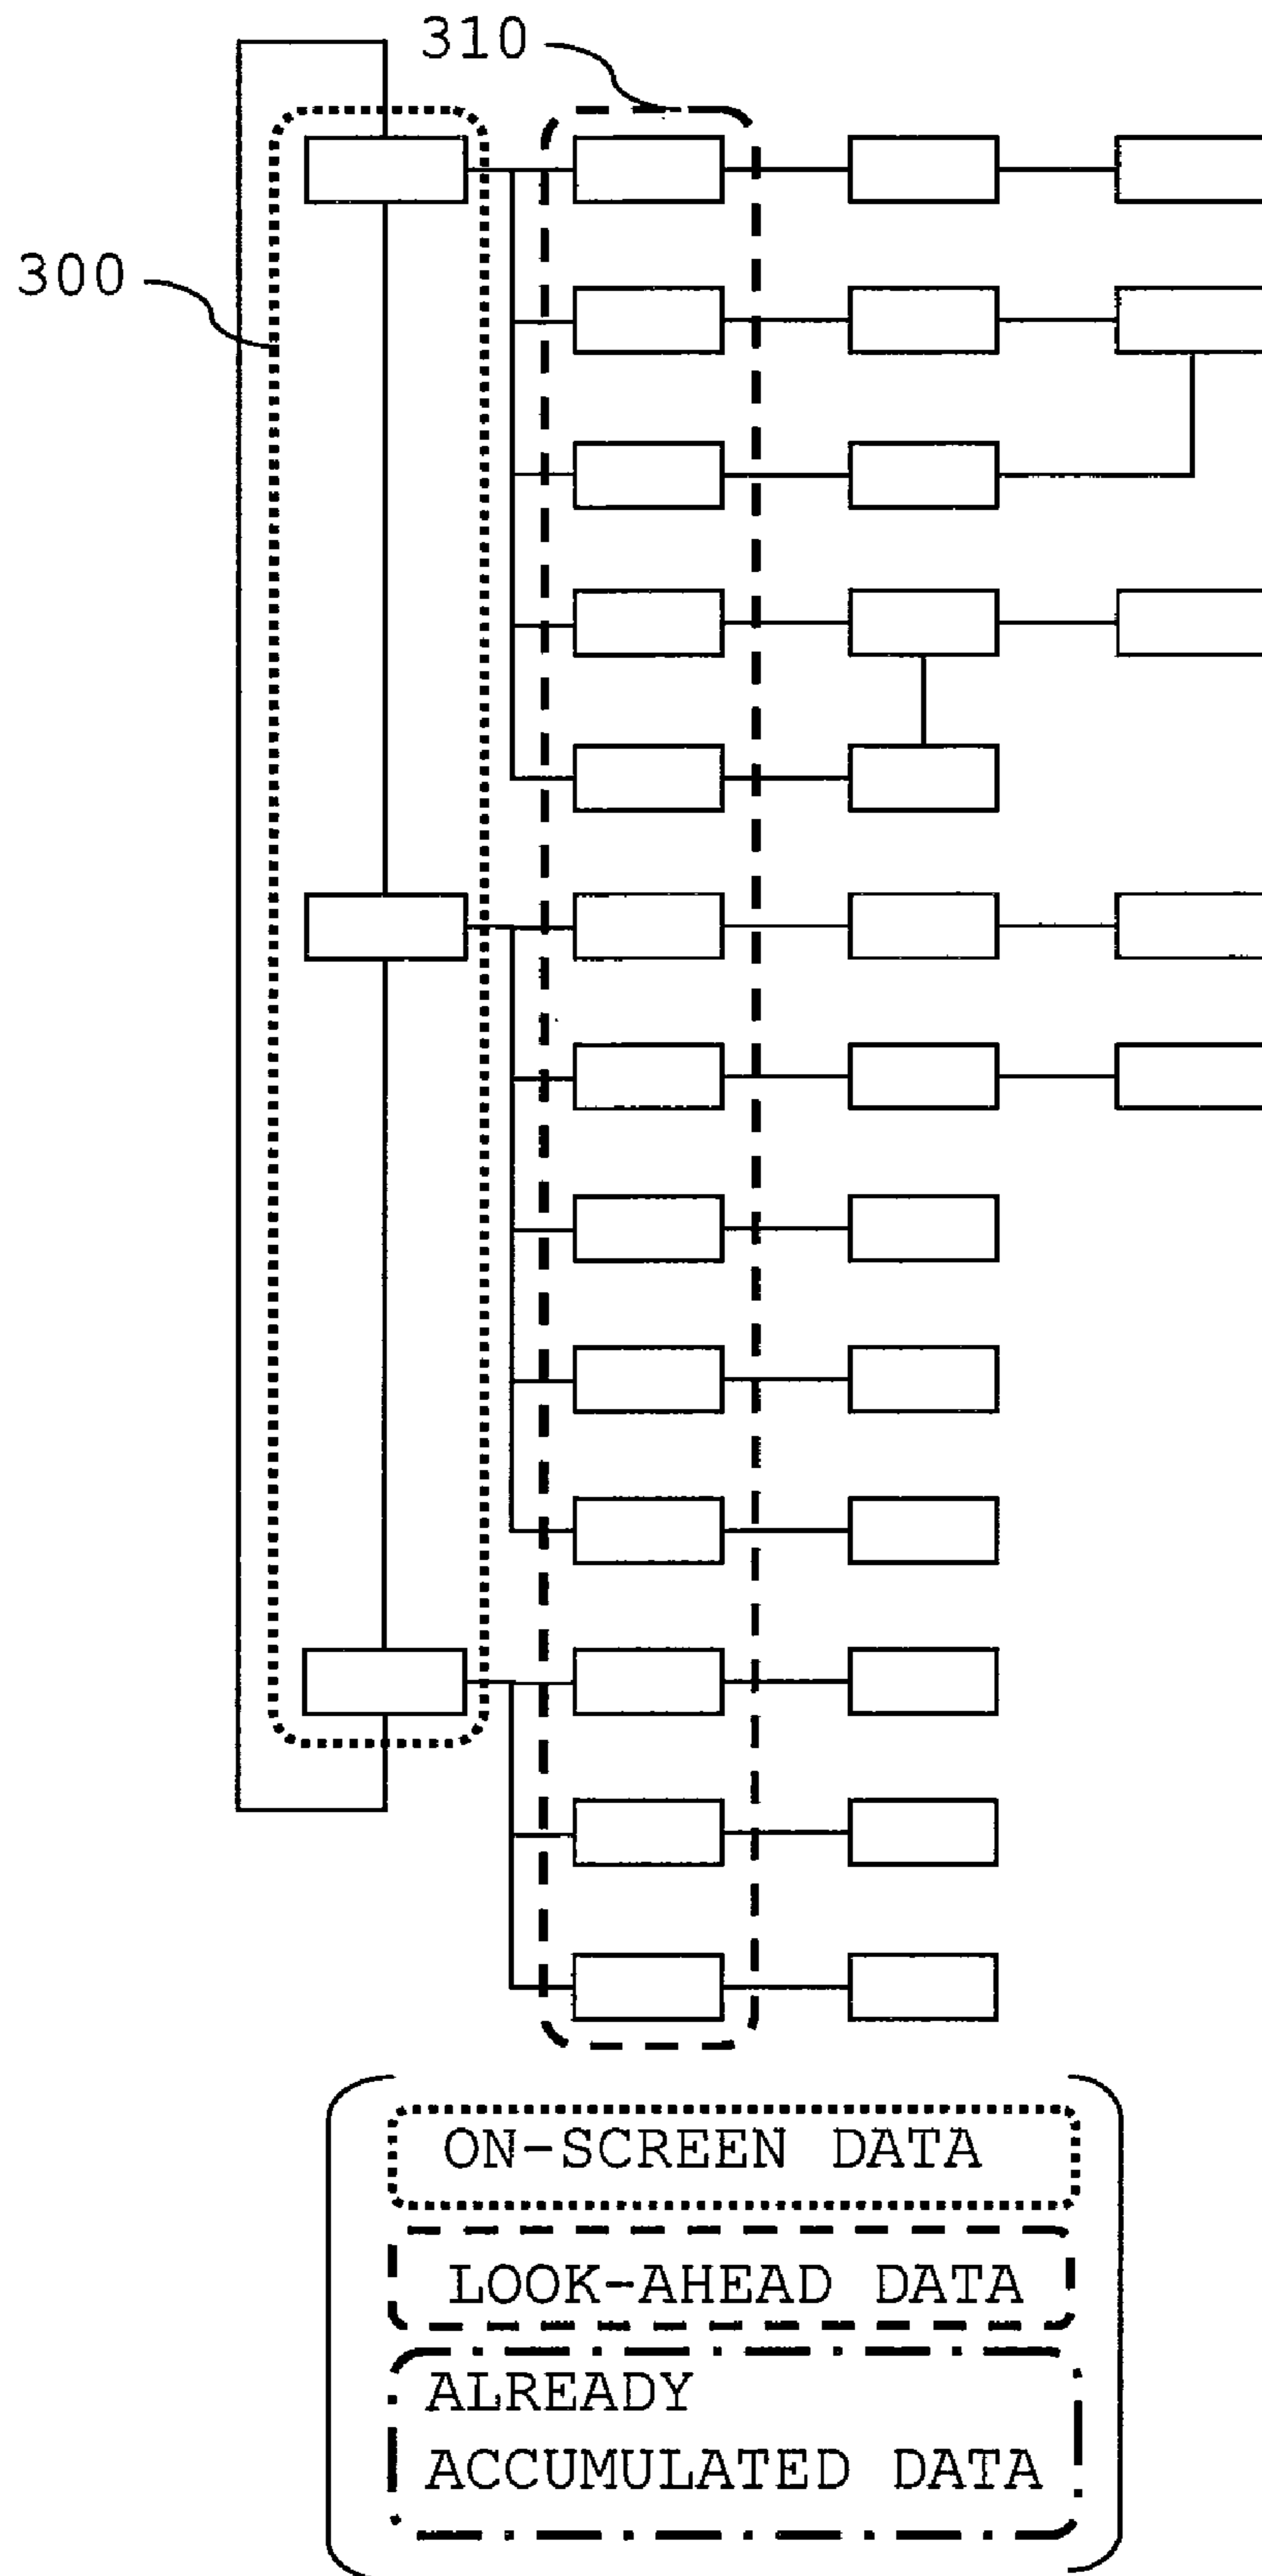 310
300
ON-SCREEN DATA
LOOK-AHEAD DATA
ALREADY
ACCUMULATED DATA